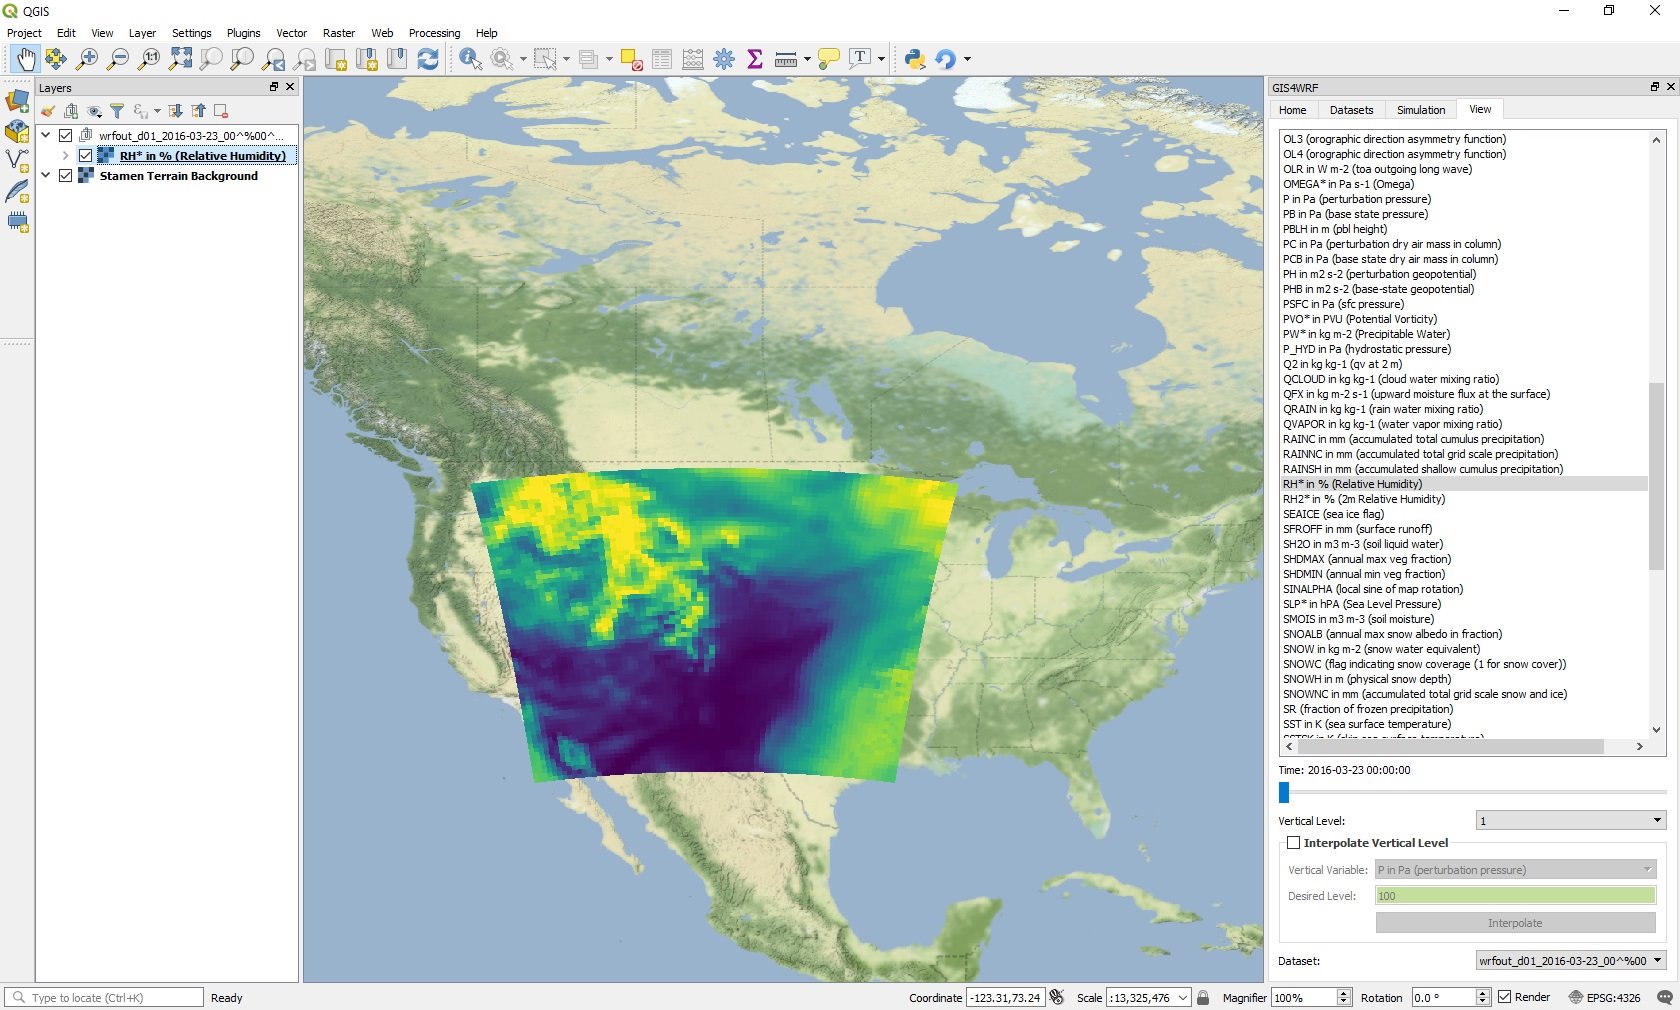 QGIS
Project Edit View Layer Settings Plugins Vector Raster Web Processing Help
Layers
wrfout_d01_2016-03-23_00^%00^...
RH* in % (Relative Humidity)
Stamen Terrain Background
GIS4WRF
Home Datasets Simulation View
OL3 (orographic direction asymmetry function)
OL4 (orographic direction asymmetry function)
OLR in W m-2 (toa outgoing long wave)
OMEGA* in Pa s-1 (Omega)
P in Pa (perturbation pressure)
PB in Pa (base state pressure)
PBLH in m (pbl height)
PC in Pa (perturbation dry air mass in column)
PCB in Pa (base state dry air mass in column)
PH in m2 s-2 (perturbation geopotential)
PHB in m2 s-2 (base-state geopotential)
PSFC in Pa (sfc pressure)
PVO* in PVU (Potential Vorticity)
PW* in kg m-2 (Precipitable Water)
P_HYD in Pa (hydrostatic pressure)
Q2 in kg kg-1 (qv at 2 m)
QCLOUD in kg kg-1 (cloud water mixing ratio)
QFX in kg m-2 s-1 (upward moisture flux at the surface)
QRAIN in kg kg-1 (rain water mixing ratio)
QVAPOR in kg kg-1 (water vapor mixing ratio)
RAINC in mm (accumulated total cumulus precipitation)
RAINNC in mm (accumulated total grid scale precipitation)
RAINSH in mm (accumulated shallow cumulus precipitation)
RH* in % (Relative Humidity)
RH2* in % (2m Relative Humidity)
SEAICE (sea ice flag)
SFROFF in mm (surface runoff)
SH2O in m3 m-3 (soil liquid water)
SHDMAX (annual max veg fraction)
SHDMIN (annual min veg fraction)
SINALPHA (local sine of map rotation)
SLP* in hPA (Sea Level Pressure)
SMOIS in m3 m-3 (soil moisture)
SNOALB (annual max snow albedo in fraction)
SNOW in kg m-2 (snow water equivalent)
SNOWC (flag indicating snow coverage (1 for snow cover))
SNOWH in m (physical snow depth)
SNOWNC in mm (accumulated total grid scale snow and ice)
SR (fraction of frozen precipitation)
SST in K (sea surface temperature)
SSTSK in K (skin sea surface temperature)
Time: 2016-03-23 00:00:00
Vertical Level: 1
Interpolate Vertical Level
Vertical Variable: P in Pa (perturbation pressure)
Desired Level: 100
Interpolate
Dataset: wrfout_d01_2016-03-23_00^%00
Type to locate (Ctrl+K) Ready Coordinate -123.31,73.24 Scale :13,325,476 Magnifier 100% Rotation 0.0 ° Render EPSG:4326